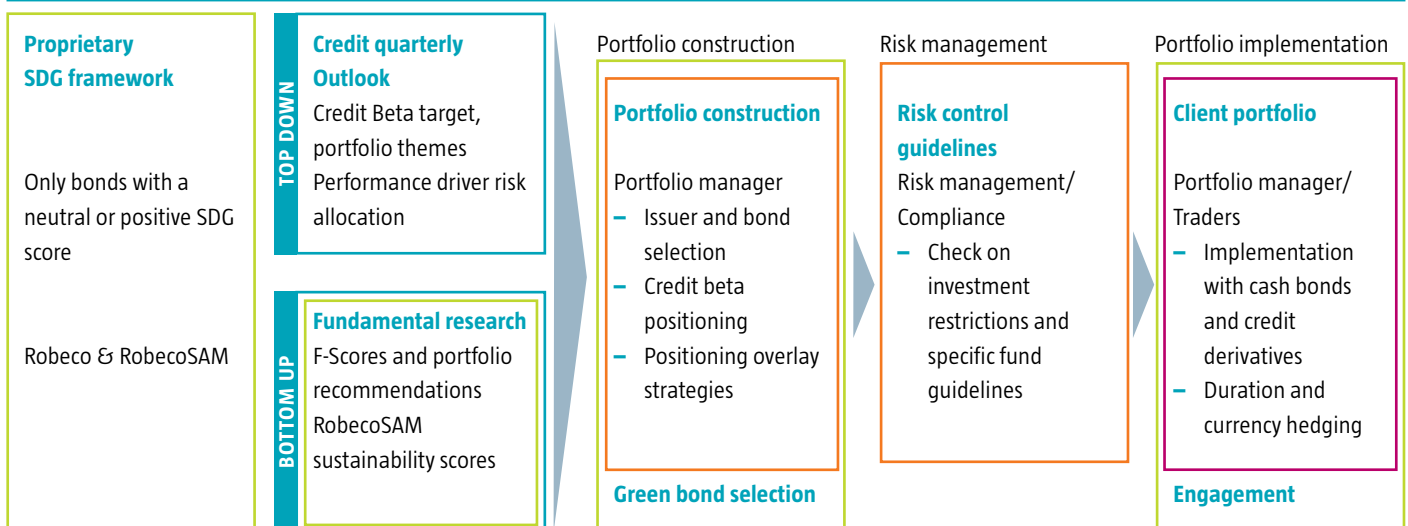 Proprietary
SDG framework
Only bonds with a
neutral or positive SDG
score
Robeco & RobecoSAM
TOP DOWN
Credit quarterly
Outlook
Credit Beta target,
portfolio themes
Performance driver risk
allocation
BOTTOM UP
Fundamental research
F-Scores and portfolio
recommendations
RobecoSAM
sustainability scores
Portfolio construction
Portfolio construction
Portfolio manager
– Issuer and bond
selection
– Credit beta
positioning
– Positioning overlay
strategies
Green bond selection
Risk management
Risk control
guidelines
Risk management/
Compliance
– Check on
investment
restrictions and
specific fund
guidelines
Portfolio implementation
Client portfolio
Portfolio manager/
Traders
– Implementation
with cash bonds
and credit
derivatives
– Duration and
currency hedging
Engagement